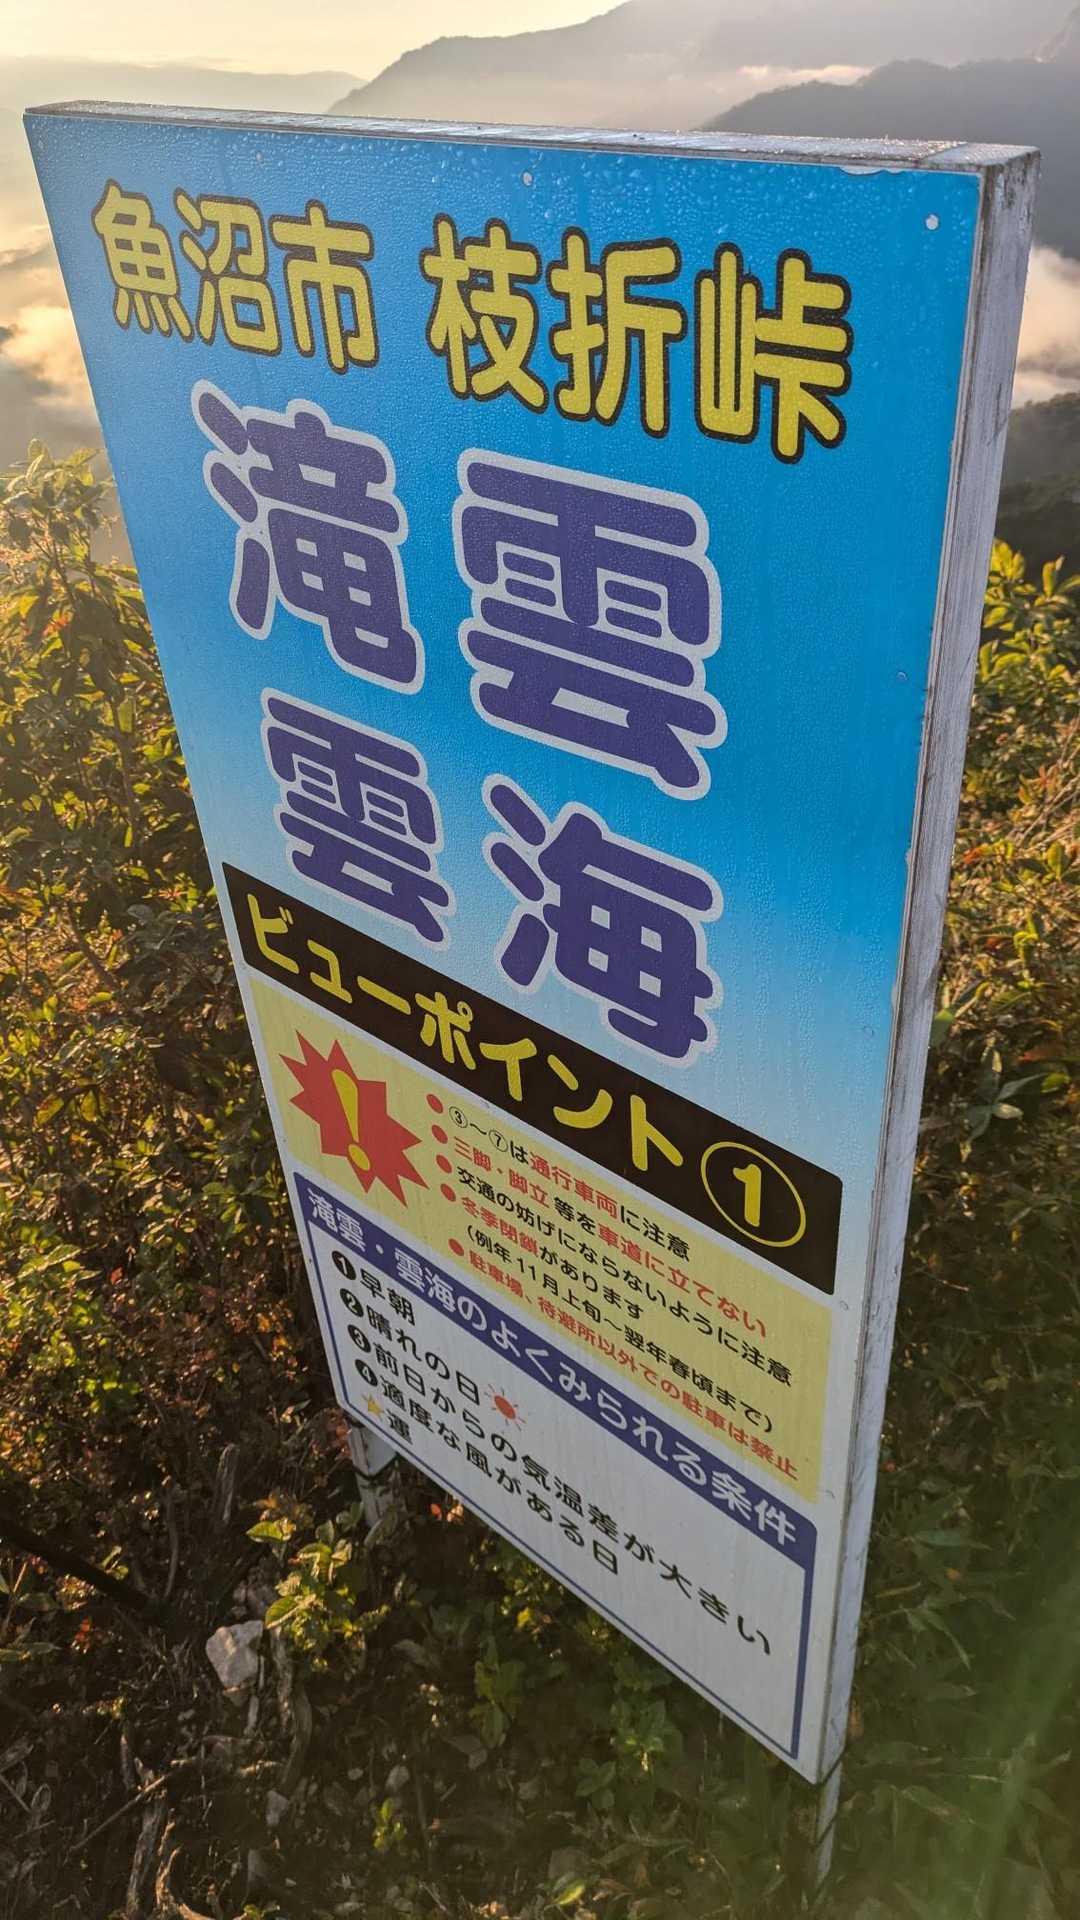 魚沼市 枝折峠
滝雲
雲海
ビューポイント①
!
●③〜⑦は通行車両に注意
●三脚・脚立等を車道に立てない
●交通の妨げにならないように注意
●冬季閉鎖があります
(例年11月上旬〜翌年春頃まで)
●駐車場、待避所以外での駐車は禁止
滝雲・雲海のよくみられる条件
❶早朝
❷晴れの日
❸前日からの気温差が大きい
❹適度な風がある日
★運